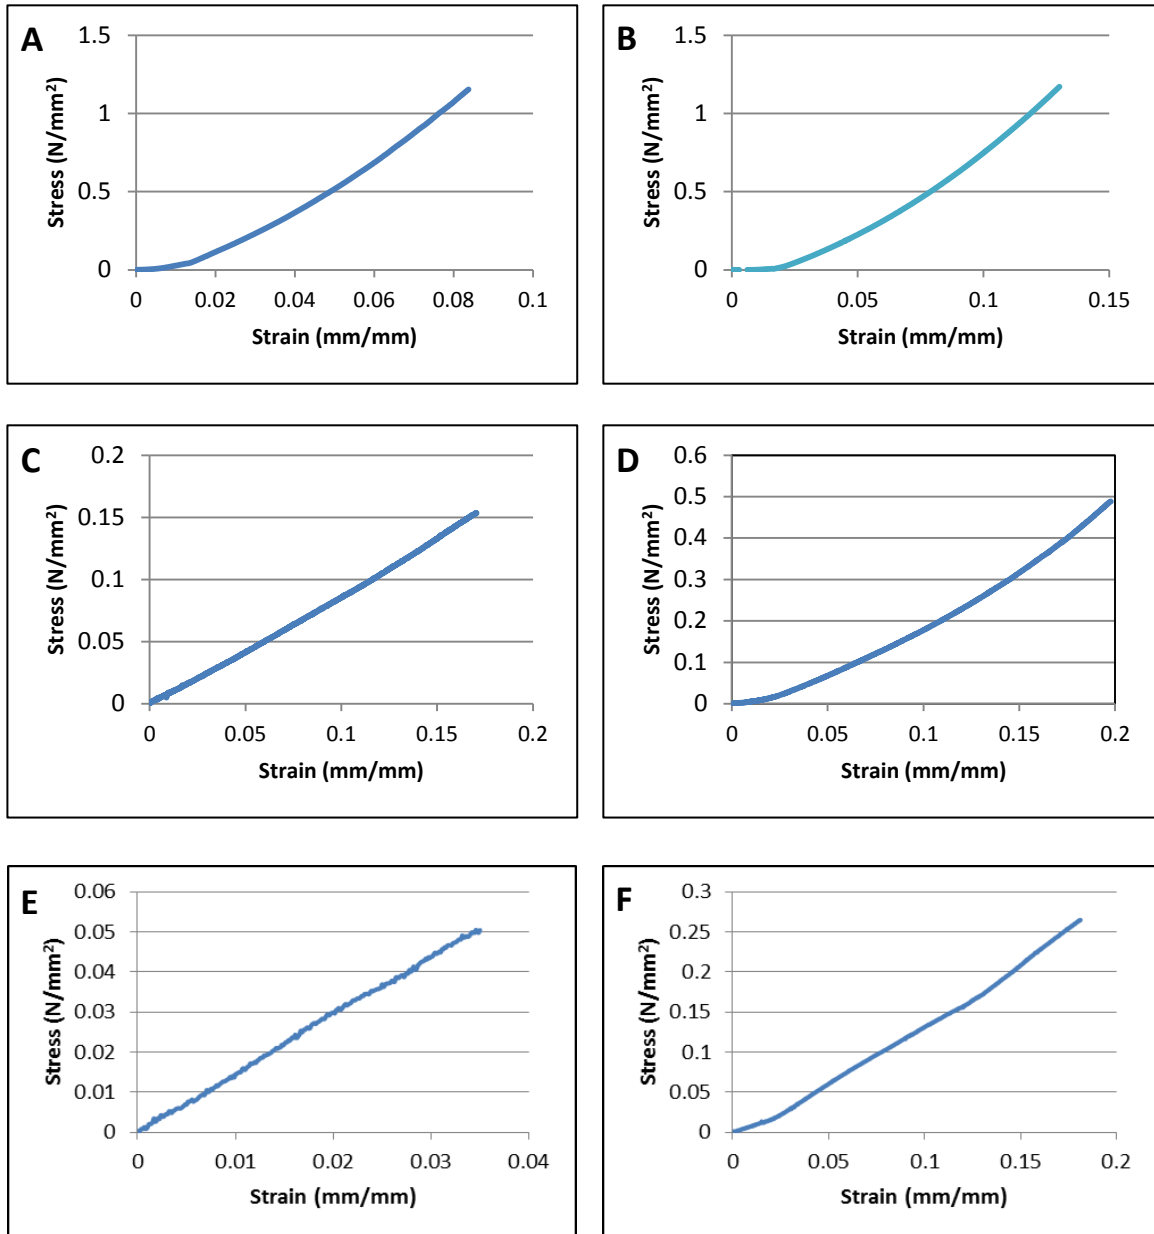 A
Stress (N/mm²)
1.5
1
0.5
0
0 0.02 0.04 0.06 0.08 0.1
Strain (mm/mm)
B
Stress (N/mm²)
1.5
1
0.5
0
0 0.05 0.1 0.15
Strain (mm/mm)
C
Stress (N/mm²)
0.2
0.15
0.1
0.05
0
0 0.05 0.1 0.15 0.2
Strain (mm/mm)
D
Stress (N/mm²)
0.6
0.5
0.4
0.3
0.2
0.1
0
0 0.05 0.1 0.15 0.2
Strain (mm/mm)
E
Stress (N/mm²)
0.06
0.05
0.04
0.03
0.02
0.01
0
0 0.01 0.02 0.03 0.04
Strain (mm/mm)
F
Stress (N/mm²)
0.3
0.25
0.2
0.15
0.1
0.05
0
0 0.05 0.1 0.15 0.2
Strain (mm/mm)